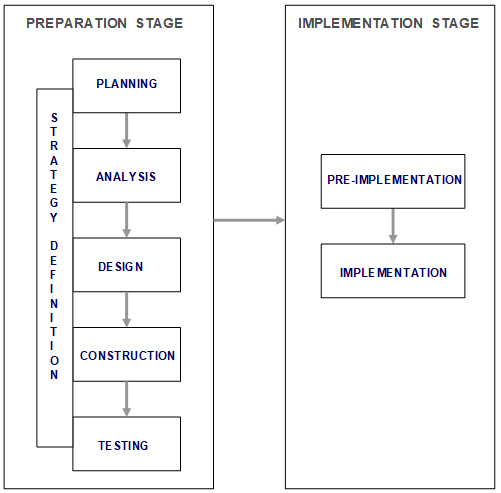 PREPARATION STAGE
PLANNING
STRATEGY DEFINITION
ANALYSIS
DESIGN
CONSTRUCTION
TESTING
IMPLEMENTATION STAGE
PRE-IMPLEMENTATION
IMPLEMENTATION